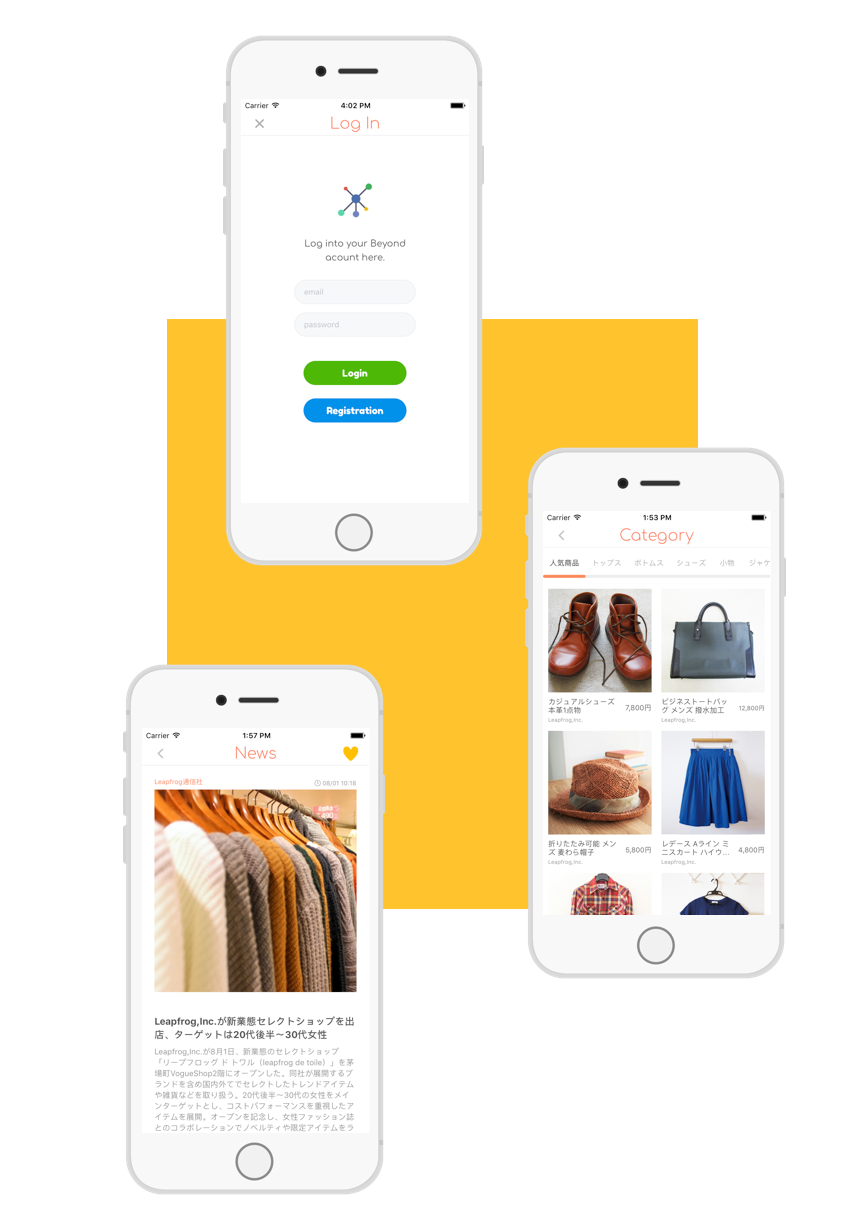 Carrier 4:02 PM
Log In
Log into your Beyond
acount here.
email
password
Login
Registration
Carrier 1:53 PM
Category
人気商品 トップス ボトムス シューズ 小物 ジャケ
カジュアルシューズ
本革1点物
7,800円
Leapfrog,Inc.
ビジネストートバッ
グ メンズ 撥水加工
12,800円
Leapfrog,Inc.
折りたたみ可能 メン
ズ 麦わら帽子
5,800円
Leapfrog,Inc.
レデース Aライン ミ
ニスカート ハイウ...
4,800円
Leapfrog,Inc.
Carrier 1:57 PM
News
Leapfrog通信社 08/01 10:18
Leapfrog,Inc.が新業態セレクトショップを出
店、ターゲットは20代後半〜30代女性
Leapfrog,Inc.が8月1日、新業態のセレクトショップ
「リープフロッグ ド トワル（leapfrog de toile）」を茅
場町VogueShop2階にオープンした。同社が展開するブ
ランドを含め国内外でセレクトしたトレンドアイテム
や雑貨などを取り扱う。20代後半〜30代の女性をメイ
ンターゲットとし、コストパフォーマンスを重視したア
イテムを展開。オープンを記念し、女性ファッション誌
とのコラボレーションでノベルティや限定アイテムをラ